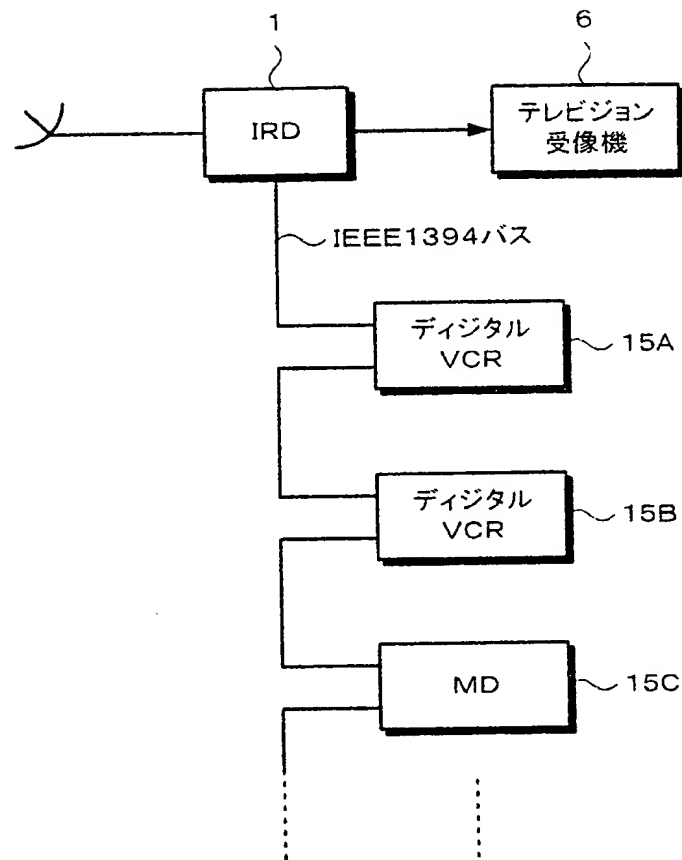 1
6
IRD
テレビジョン
受像機
IEEE1394バス
ディジタル
VCR
15A
ディジタル
VCR
15B
MD
15C